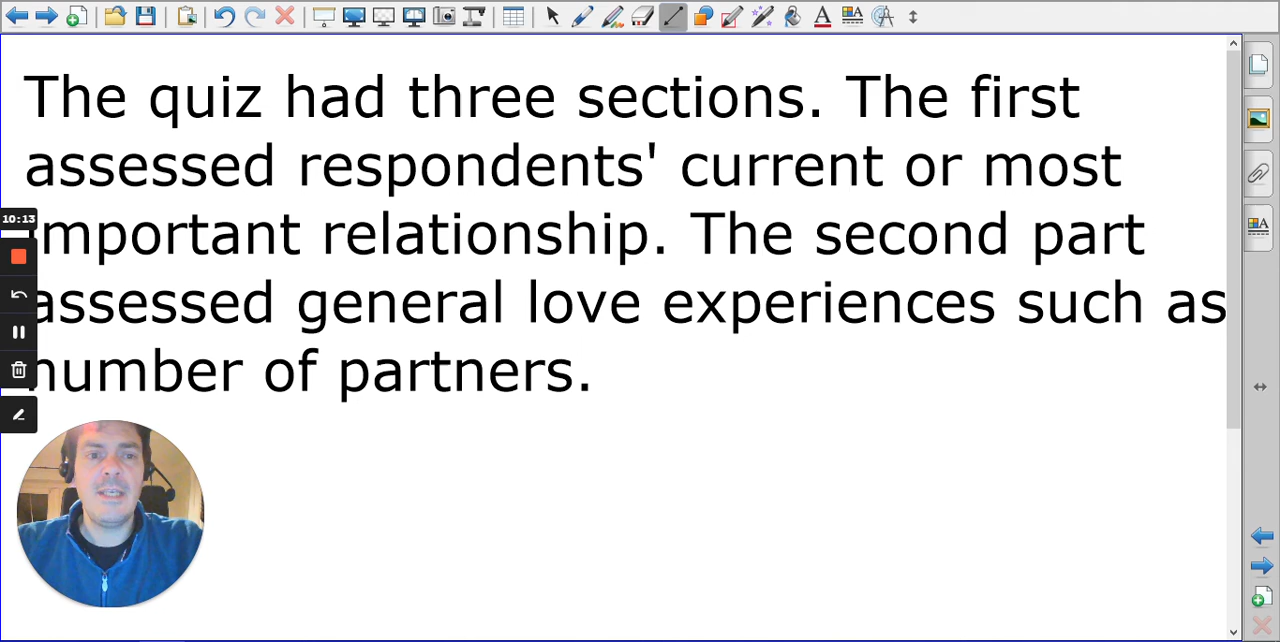 The quiz had three sections. The first
assessed respondents' current or most
important relationship. The second part
assessed general love experiences such as
number of partners.
10:13